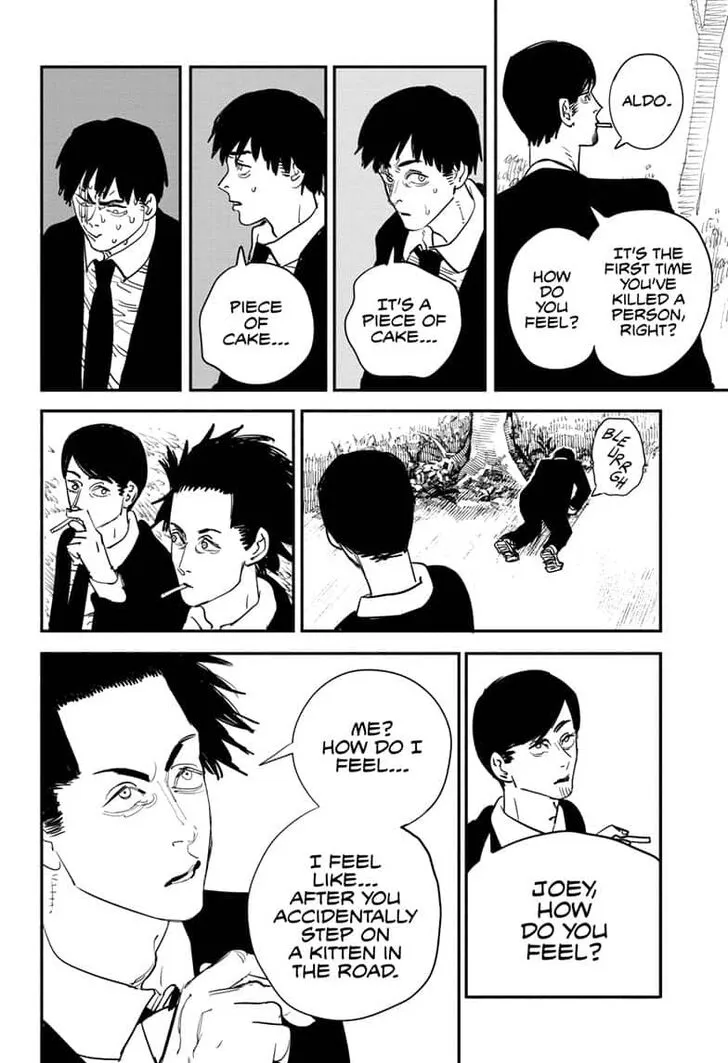 ALDO.
IT'S THE
FIRST TIME
YOU'VE
KILLED A
PERSON,
RIGHT?
HOW
DO
YOU
FEEL?
IT'S A
PIECE OF
CAKE...
PIECE
OF
CAKE...
BLEURRGH
JOEY,
HOW
DO YOU
FEEL?
ME?
HOW DO I
FEEL...
I FEEL
LIKE...
AFTER YOU
ACCIDENTALLY
STEP ON
A KITTEN IN
THE ROAD.